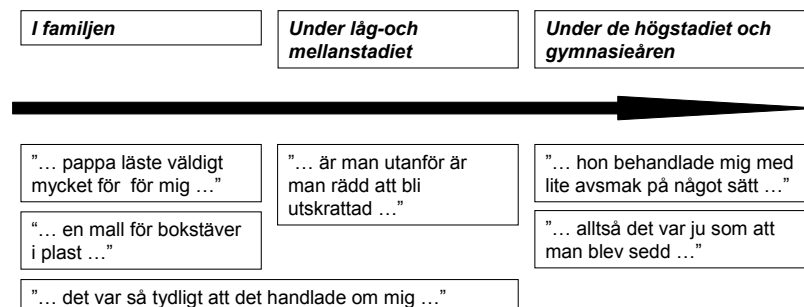 I familjen
Under låg-och
mellanstadiet
Under de högstadiet och
gymnasieåren
”… pappa läste väldigt
mycket för för mig …”
“… en mall för bokstäver
i plast …”
”… är man utanför är
man rädd att bli
utskrattad …”
”… hon behandlade mig med
lite avsmak på något sätt …”
”… alltså det var ju som att
man blev sedd …”
”… det var så tydligt att det handlade om mig …”